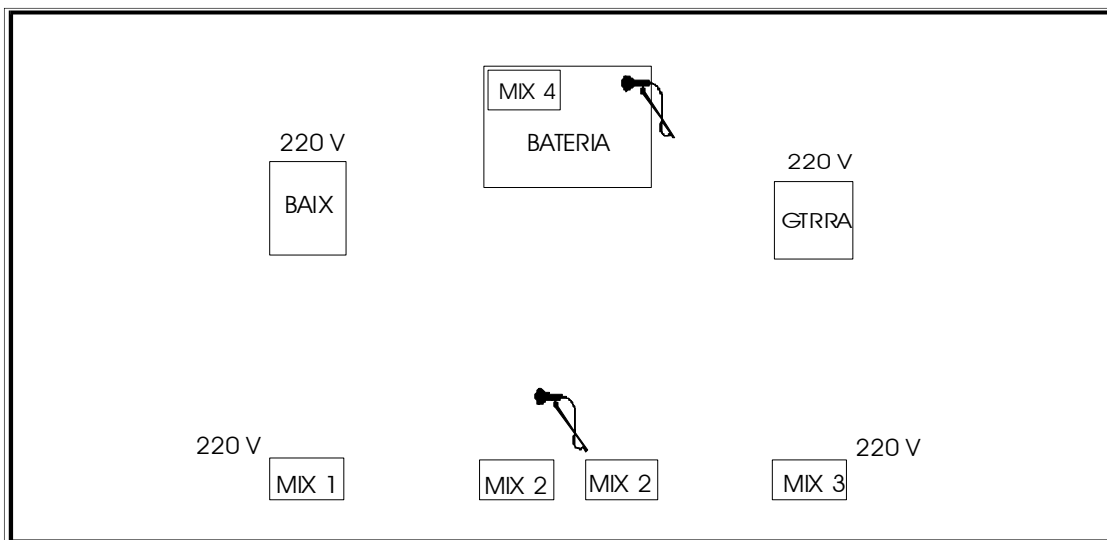 MIX 4
BATERIA
220 V
BAIX
220 V
GTRRA
220 V
MIX 1
MIX 2
MIX 2
MIX 3
220 V